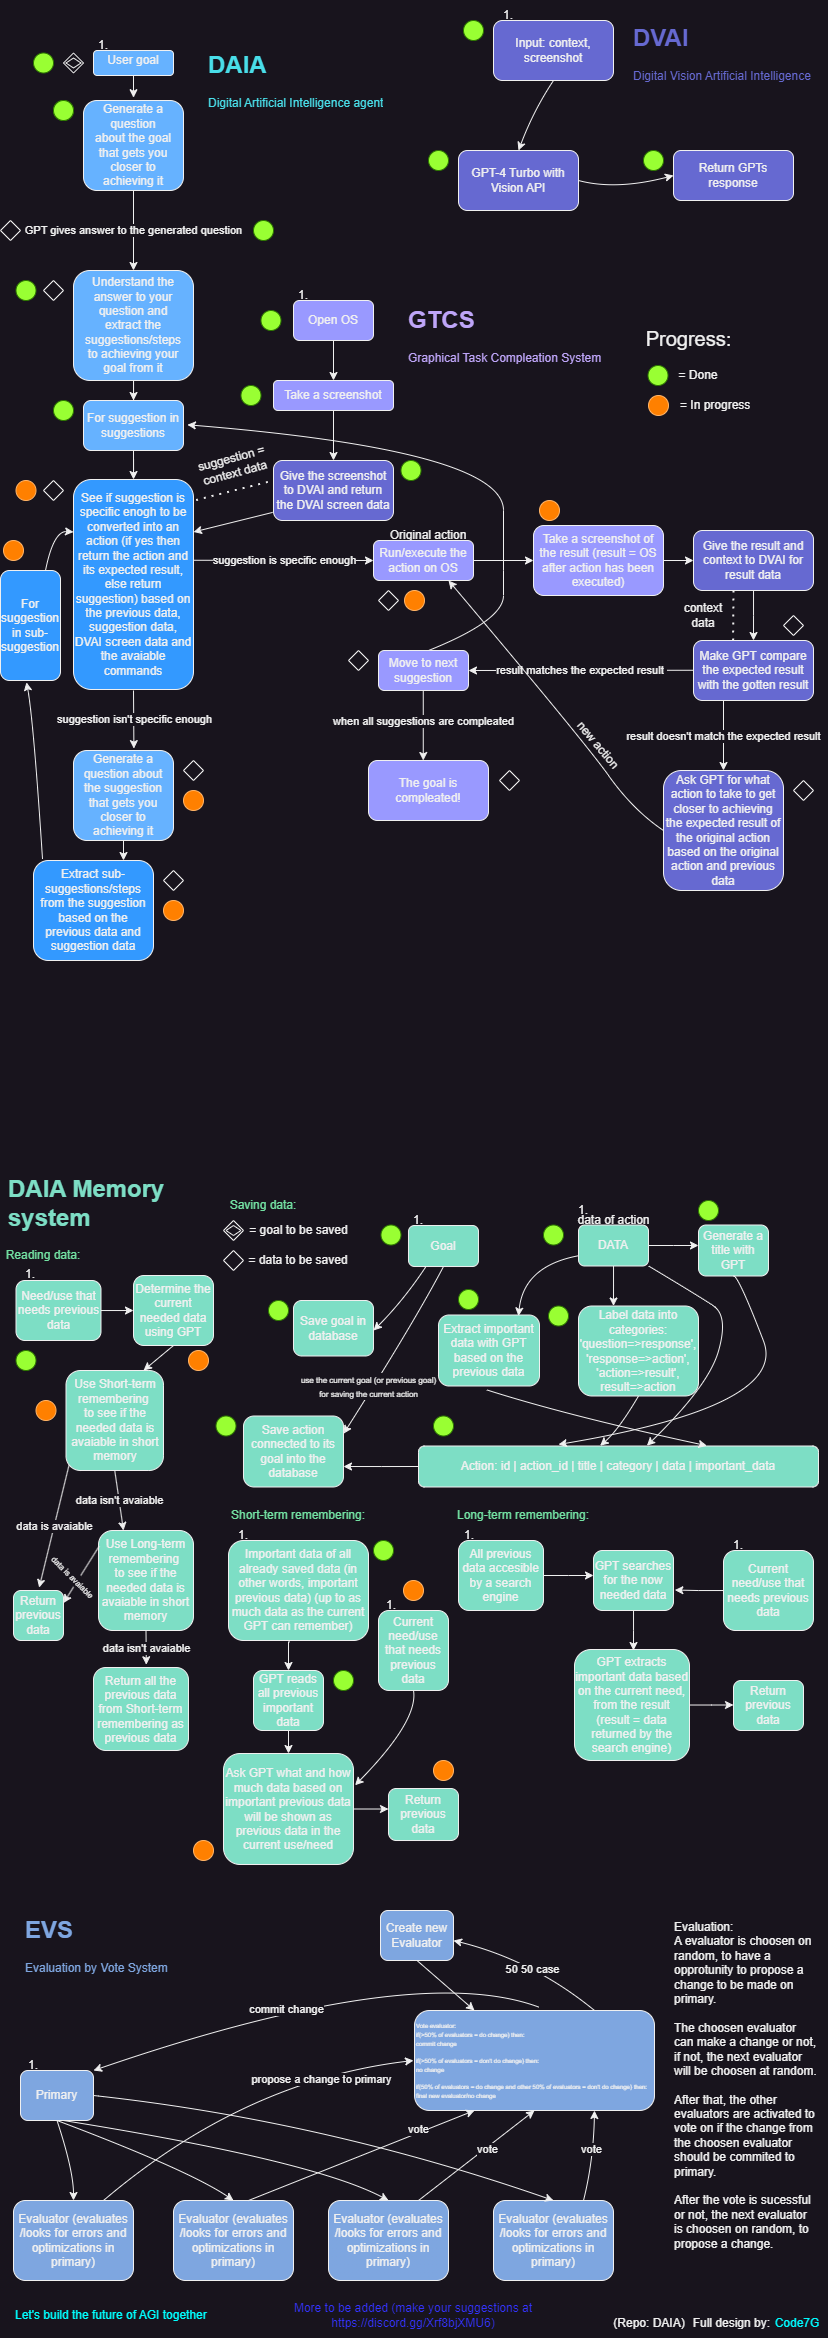 1.
User goal
DAIA
Digital Artificial Intelligence agent
Generate a
question
about the goal
that gets you
closer to
achieving it
GPT gives answer to the generated question
Understand the
answer to your
question and
extract the
suggestions/steps
to achieving your
goal from it
For suggestion in
suggestions
See if suggestion is
specific enogh to be
converted into an
action (if yes then
return the action and
its expected result,
else return
suggestion) based on
the previous data,
suggestion data,
DVAI screen data and
the avaiable
commands
For
suggestion
in sub-
suggestion
suggestion isn't specific enough
Generate a
question about
the suggestion
that gets you
closer to
achieving it
Extract sub-
suggestions/steps
from the suggestion
based on the
previous data and
suggestion data
1.
Input: context,
screenshot
DVAI
Digital Vision Artificial Intelligence
GPT-4 Turbo with
Vision API
Return GPTs
response
1.
Open OS
GTCS
Graphical Task Compleation System
Take a screenshot
suggestion =
context data
Give the screenshot
to DVAI and return
the DVAI screen data
Progress:
= Done
= In progress
suggestion is specific enough
Original action
Run/execute the
action on OS
Take a screenshot of
the result (result = OS
after action has been
executed)
Give the result and
context to DVAI for
result data
context
data
Make GPT compare
the expected result
with the gotten result
result matches the expected result
Move to next
suggestion
when all suggestions are compleated
The goal is
compleated!
result doesn't match the expected result
new action
Ask GPT for what
action to take to get
closer to achieving
the expected result of
the original action
based on the original
action and previous
data
DAIA Memory
system
Reading data:
1.
Need/use that
needs previous
data
Determine the
current
needed data
using GPT
Use Short-term
remembering
to see if the
needed data is
avaiable in short
memory
data isn't avaiable
data is avaiable
Use Long-term
remembering
to see if the
needed data is
avaiable in short
memory
data is avaiable
Return
previous
data
data isn't avaiable
Return all the
previous data
from Short-term
remembering as
previous data
Saving data:
= goal to be saved
= data to be saved
1.
Goal
Save goal in
database
use the current goal (or previous goal)
for saving the current action
Save action
connected to its
goal into the
database
1.
data of action
DATA
Generate a
title with
GPT
Extract important
data with GPT
based on the
previous data
Label data into
categories:
'question=>response',
'response=>action',
'action=>result',
result=>action
Action: id | action_id | title | category | data | important_data
Short-term remembering:
1.
Important data of all
already saved data (in
other words, important
previous data) (up to as
much data as the current
GPT can remember)
1.
Current
need/use
that needs
previous
data
GPT reads
all previous
important
data
Ask GPT what and how
much data based on
important previous data
will be shown as
previous data in the
current use/need
Return
previous
data
Long-term remembering:
1.
All previous
data accesible
by a search
engine
GPT searches
for the now
needed data
1.
Current
need/use that
needs previous
data
GPT extracts
important data based
on the current need,
from the result
(result = data
returned by the
search engine)
Return
previous
data
EVS
Evaluation by Vote System
Create new
Evaluator
50 50 case
commit change
Vote evaluator:
if(>50% of evaluators = do change) then:
commit change
if(>50% of evaluators = don't do change) then:
no change
if(50% of evaluators = do change and other 50% of evaluators = don't do change) then:
final new evaluator/no change
1.
Primary
propose a change to primary
vote
vote
vote
Evaluator (evaluates
/looks for errors and
optimizations in
primary)
Evaluator (evaluates
/looks for errors and
optimizations in
primary)
Evaluator (evaluates
/looks for errors and
optimizations in
primary)
Evaluator (evaluates
/looks for errors and
optimizations in
primary)
Evaluation:
A evaluator is choosen on
random, to have a
opprotunity to propose a
change to be made on
primary.
The choosen evaluator
can make a change or not,
if not, the next evaluator
will be choosen at random.
After that, the other
evaluators are activated to
vote on if the change from
the choosen evaluator
should be commited to
primary.
After the vote is sucessful
or not, the next evaluator
is choosen on random, to
propose a change.
Let's build the future of AGI together
More to be added (make your suggestions at
https://discord.gg/Xrf8bjXMU6)
(Repo: DAIA) Full design by: Code7G